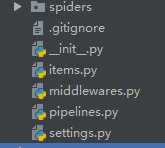 spiders
.gitignore
__init__.py
items.py
middlewares.py
pipelines.py
settings.py